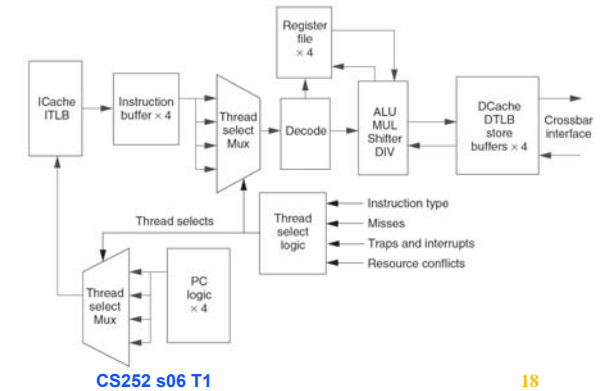 Register
file
× 4
ICache
ITLB
Instruction
buffer × 4
Thread
select
Mux
Decode
ALU
MUL
Shifter
DIV
DCache
DTLB
store
buffers × 4
Crossbar
interface
Thread selects
Thread
select
logic
Instruction type
Misses
Traps and interrupts
Resource conflicts
Thread
select
Mux
PC
logic
× 4
CS252 s06 T1
18